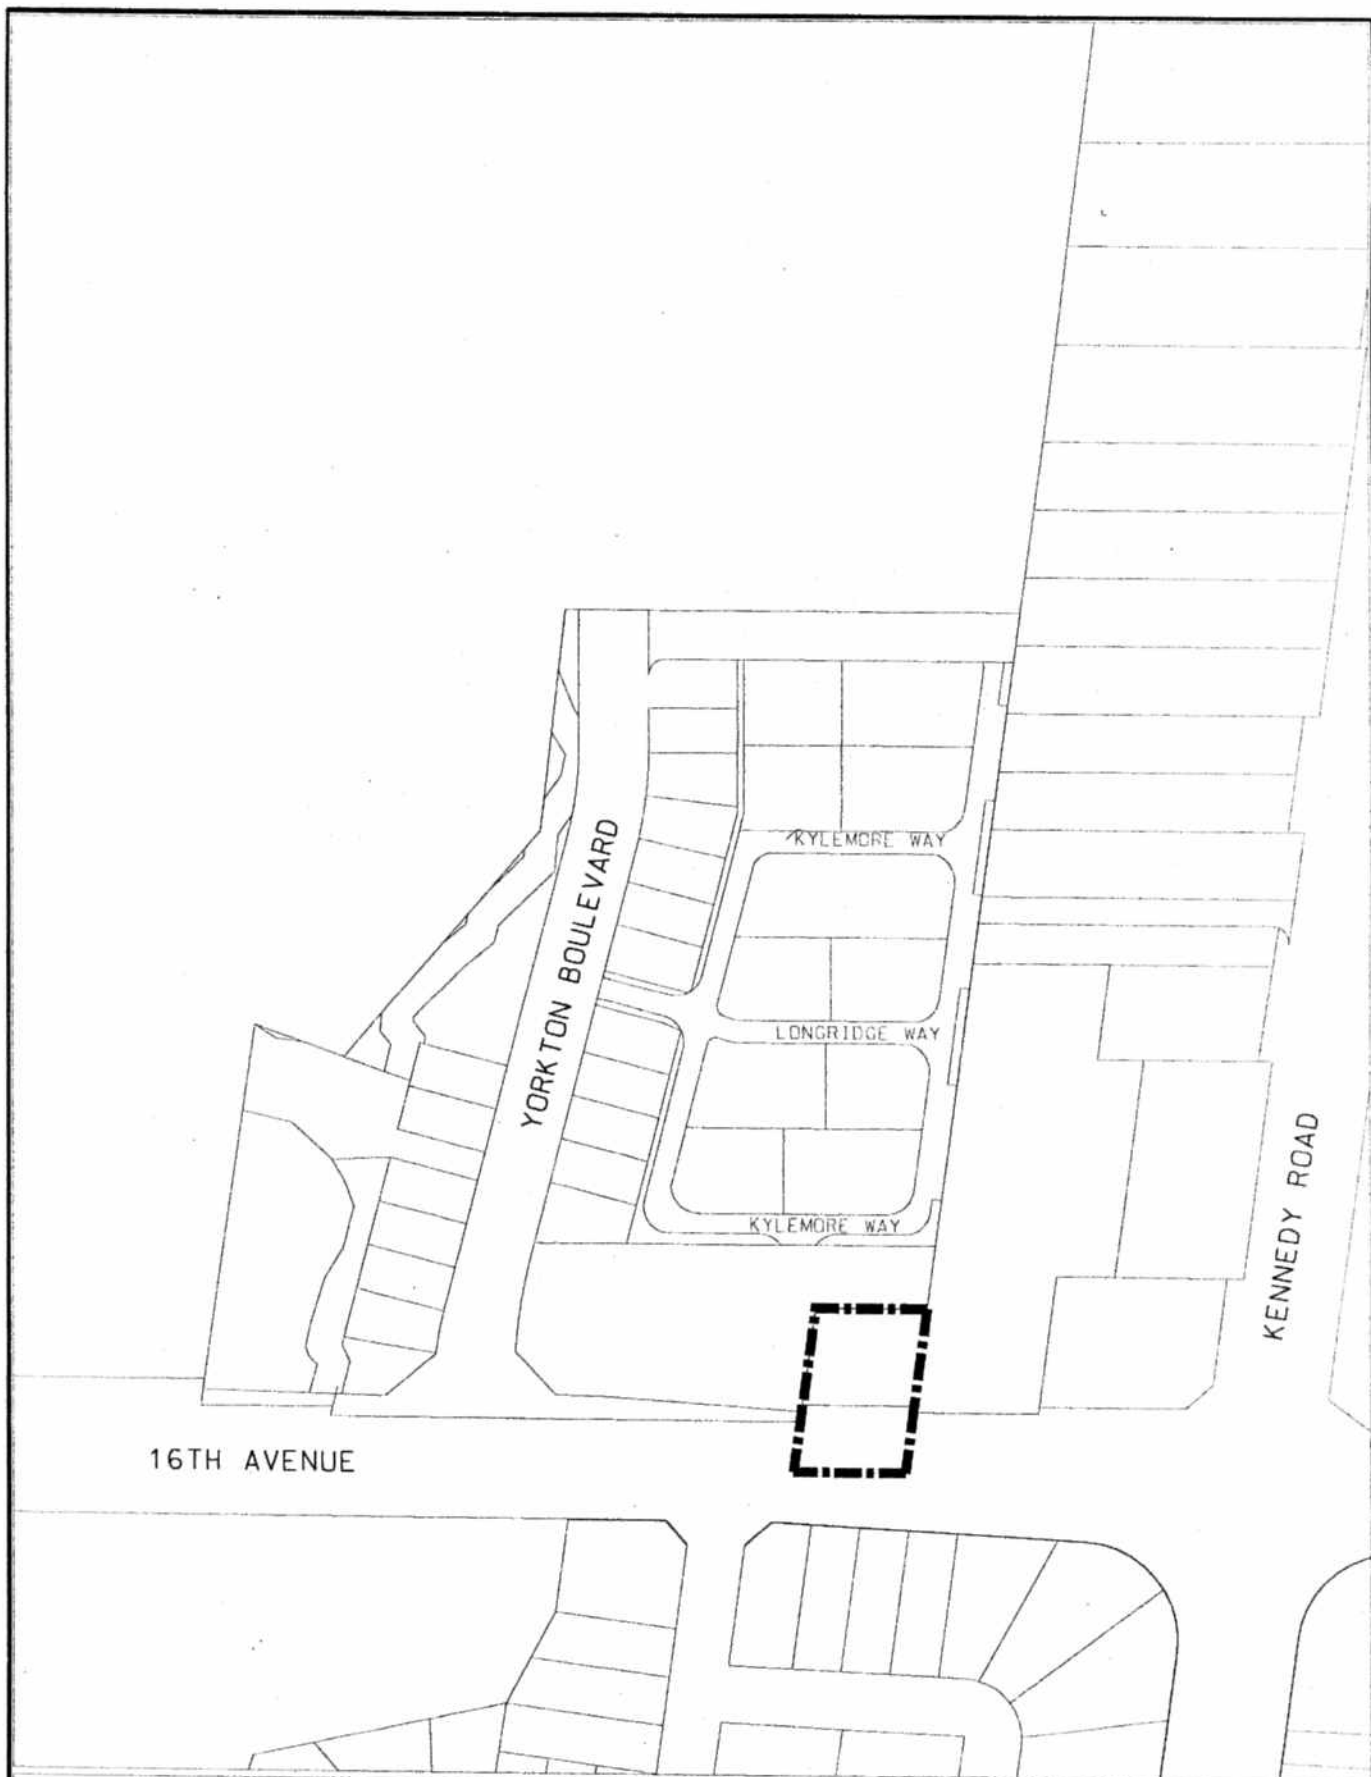 KYLEMORE WAY
YORKTON BOULEVARD
LONGRIDGE WAY
KYLEMORE WAY
KENNEDY ROAD
16TH AVENUE